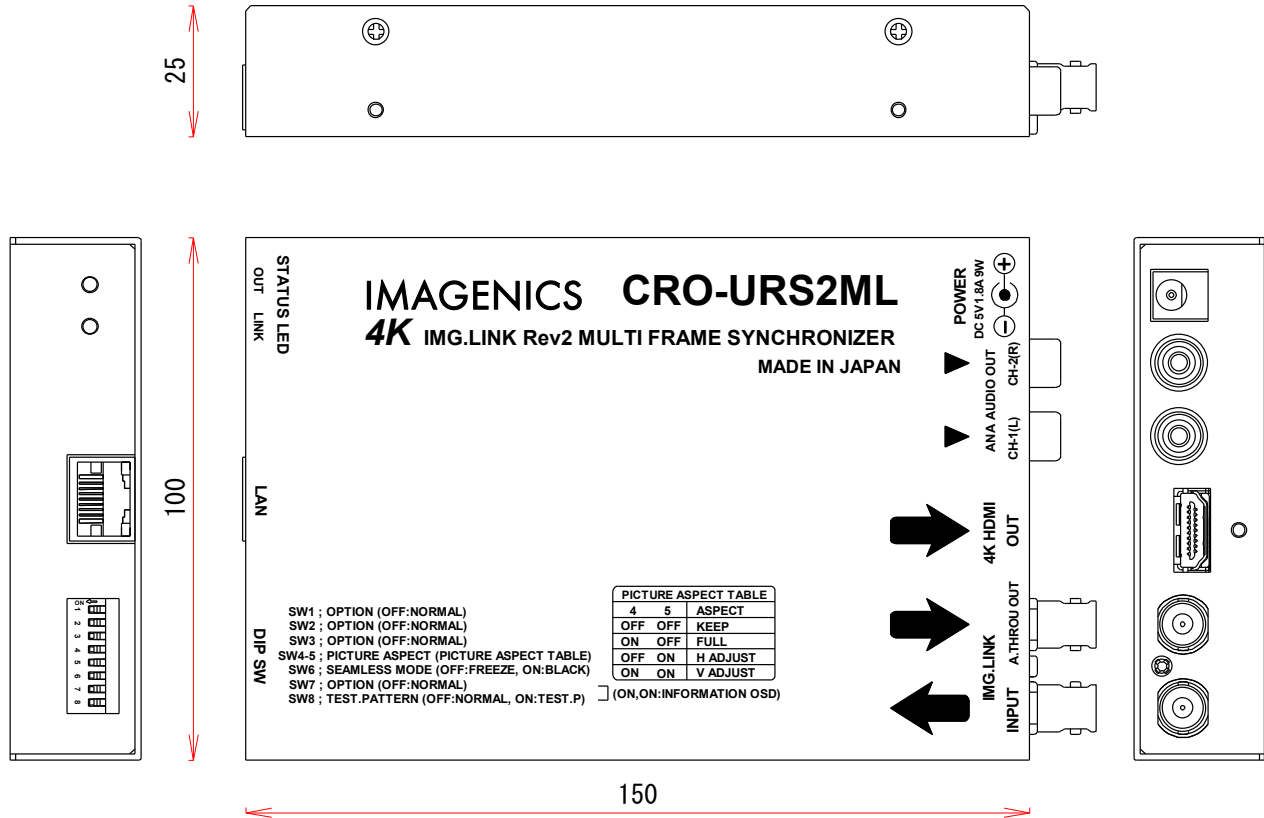 25
IMAGENICS CRO-URS2ML
4K IMG.LINK Rev2 MULTI FRAME SYNCHRONIZER
MADE IN JAPAN
STATUS LED
OUT LINK
LAN
DIP SW
POWER
DC 5V 1.8A 9W
+
−
ANA AUDIO OUT
CH-2(R)
CH-1(L)
4K HDMI
OUT
IMG.LINK
A.THROU OUT
INPUT
SW1 ; OPTION (OFF:NORMAL)
SW2 ; OPTION (OFF:NORMAL)
SW3 ; OPTION (OFF:NORMAL)
SW4-5 ; PICTURE ASPECT (PICTURE ASPECT TABLE)
SW6 ; SEAMLESS MODE (OFF:FREEZE, ON:BLACK)
SW7 ; OPTION (OFF:NORMAL)
SW8 ; TEST.PATTERN (OFF:NORMAL, ON:TEST.P)
(ON,ON:INFORMATION OSD)
PICTURE ASPECT TABLE
4 5 ASPECT
OFF OFF KEEP
ON OFF FULL
OFF ON H ADJUST
ON ON V ADJUST
ON
1
2
3
4
5
6
7
8
100
150